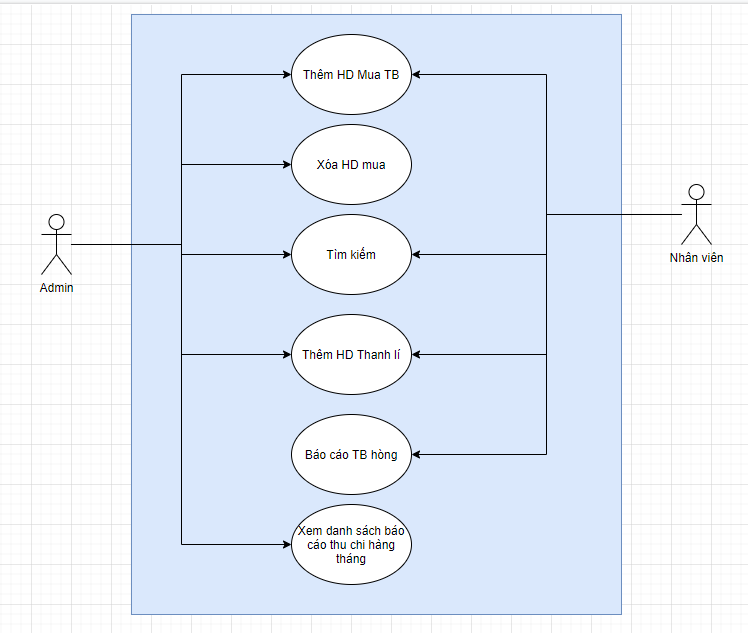 Thêm HD Mua TB
Xóa HD mua
Tìm kiếm
Admin
Nhân viên
Thêm HD Thanh lí
Báo cáo TB hòng
Xem danh sách báo
cáo thu chi hàng
tháng